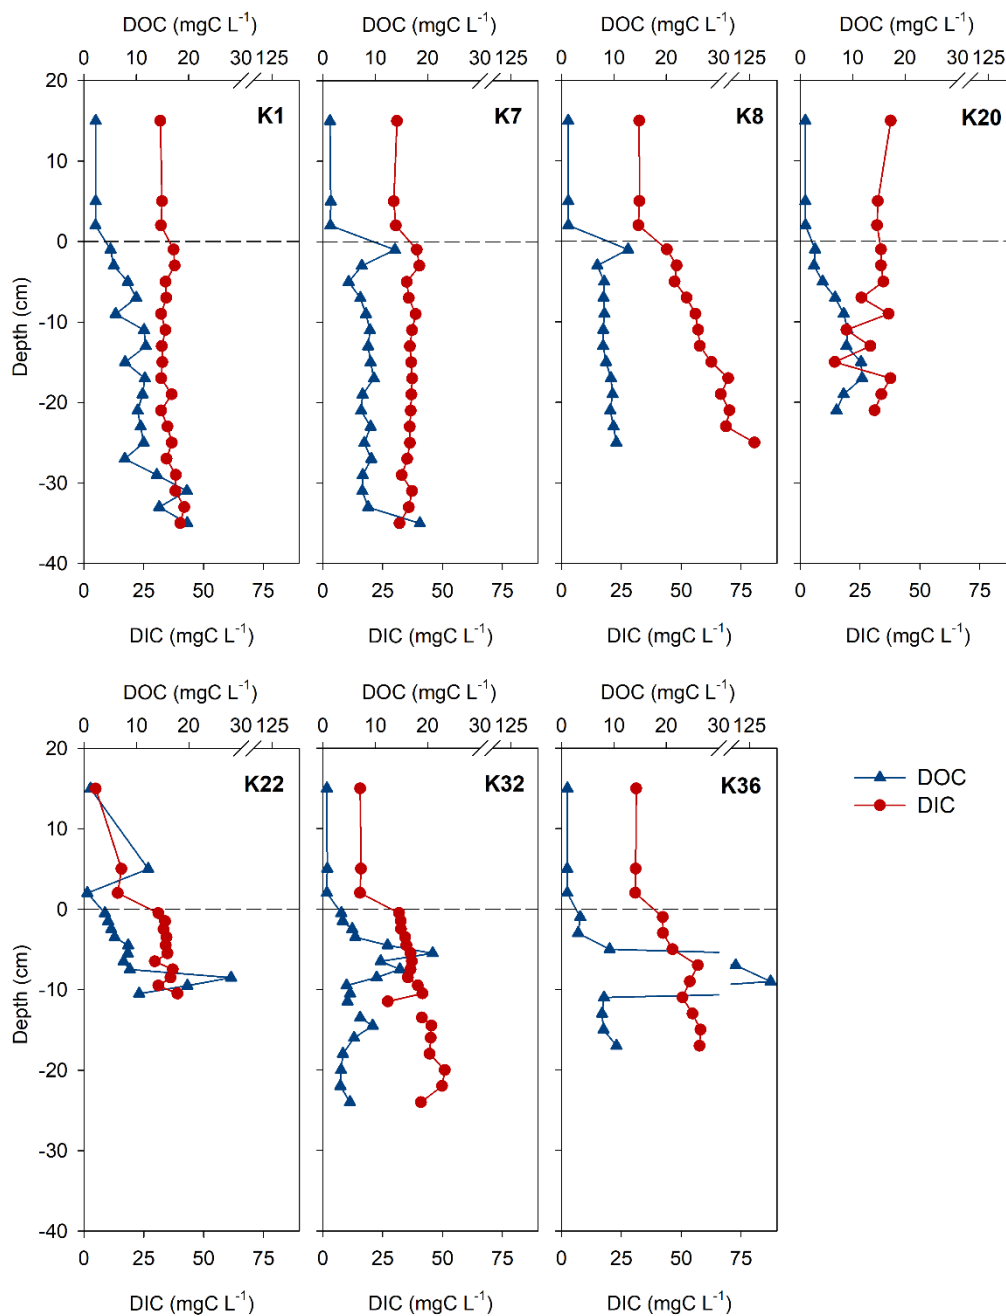 DOC (mgC L⁻¹) DOC (mgC L⁻¹) DOC (mgC L⁻¹) DOC (mgC L⁻¹)
0 10 20 30 125 0 10 20 30 125 0 10 20 30 125 0 10 20 30 125
20
K1 K7 K8 K20
10
0
Depth (cm)
-10
-20
-30
-40
0 25 50 75 0 25 50 75 0 25 50 75 0 25 50 75
DIC (mgC L⁻¹) DIC (mgC L⁻¹) DIC (mgC L⁻¹) DIC (mgC L⁻¹)
DOC (mgC L⁻¹) DOC (mgC L⁻¹) DOC (mgC L⁻¹)
0 10 20 30 125 0 10 20 30 125 0 10 20 30 125
20
K22 K32 K36
DOC
DIC
10
0
Depth (cm)
-10
-20
-30
-40
0 25 50 75 0 25 50 75 0 25 50 75
DIC (mgC L⁻¹) DIC (mgC L⁻¹) DIC (mgC L⁻¹)